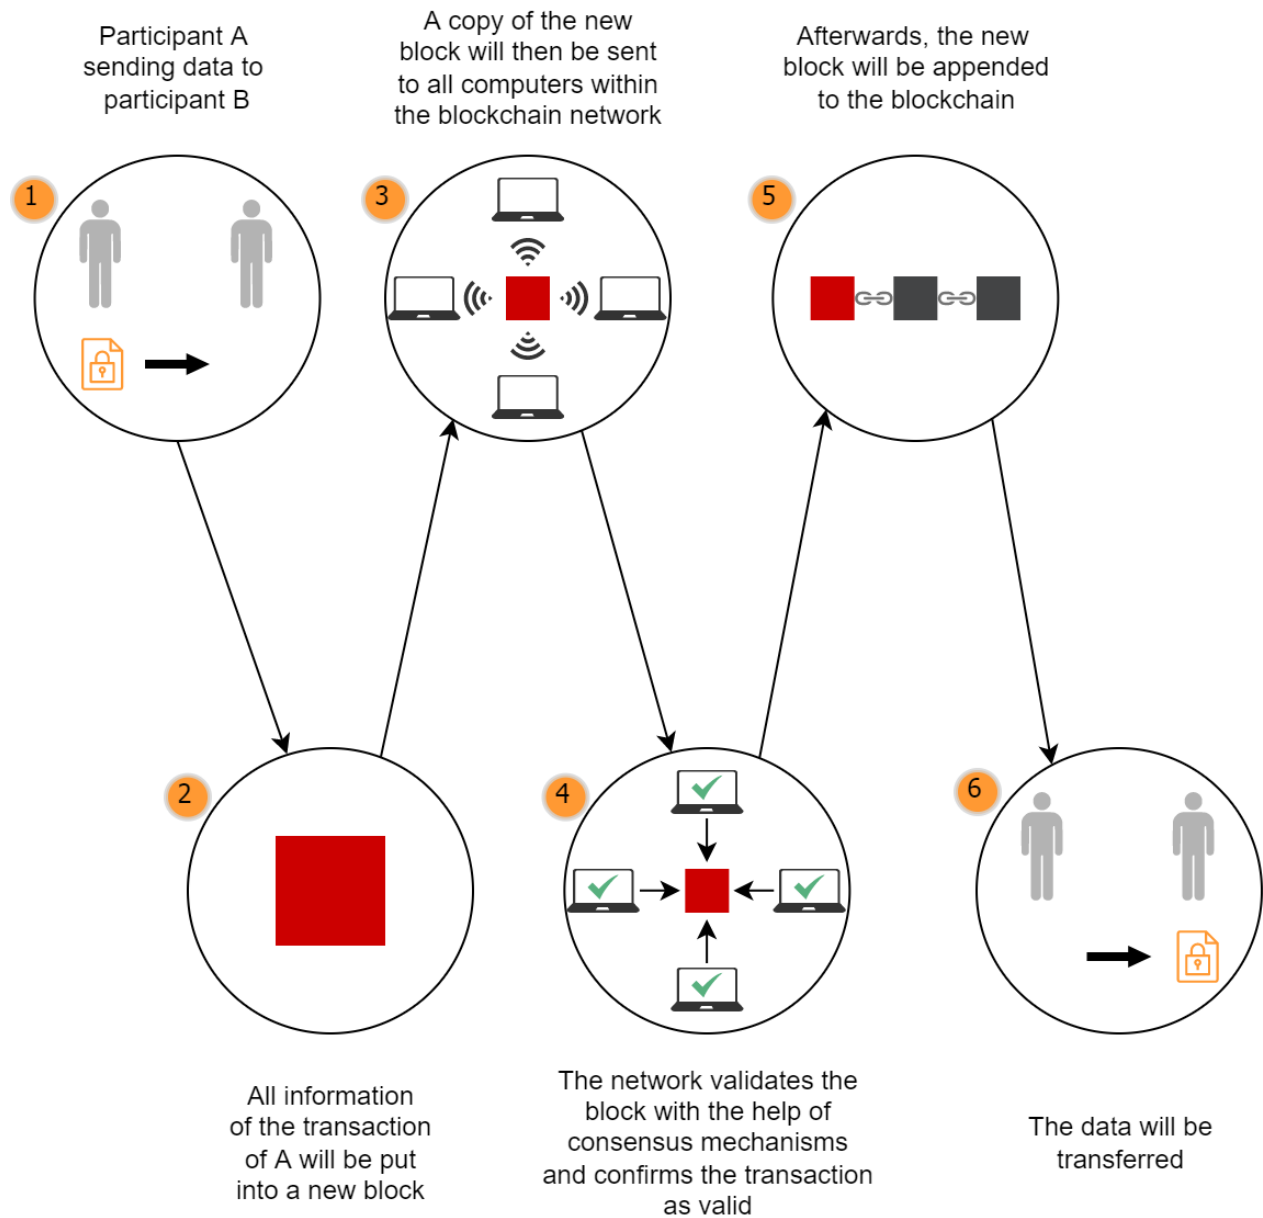 Participant A
sending data to
participant B
1
All information
of the transaction
of A will be put
into a new block
2
A copy of the new
block will then be sent
to all computers within
the blockchain network
3
The network validates the
block with the help of
consensus mechanisms
and confirms the transaction
as valid
4
Afterwards, the new
block will be appended
to the blockchain
5
The data will be
transferred
6